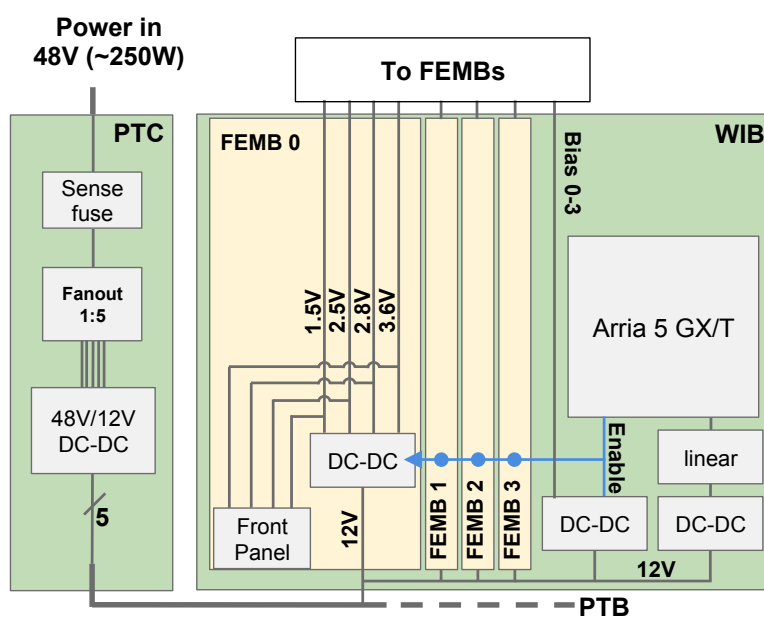 Power in
48V (~250W)
To FEMBs
PTC
Sense
fuse
Fanout
1:5
48V/12V
DC-DC
5
FEMB 0
1.5V
2.5V
2.8V
3.6V
DC-DC
Front
Panel
12V
FEMB 1
FEMB 2
FEMB 3
Bias 0-3
WIB
Arria 5 GX/T
Enable
linear
DC-DC
DC-DC
12V
PTB